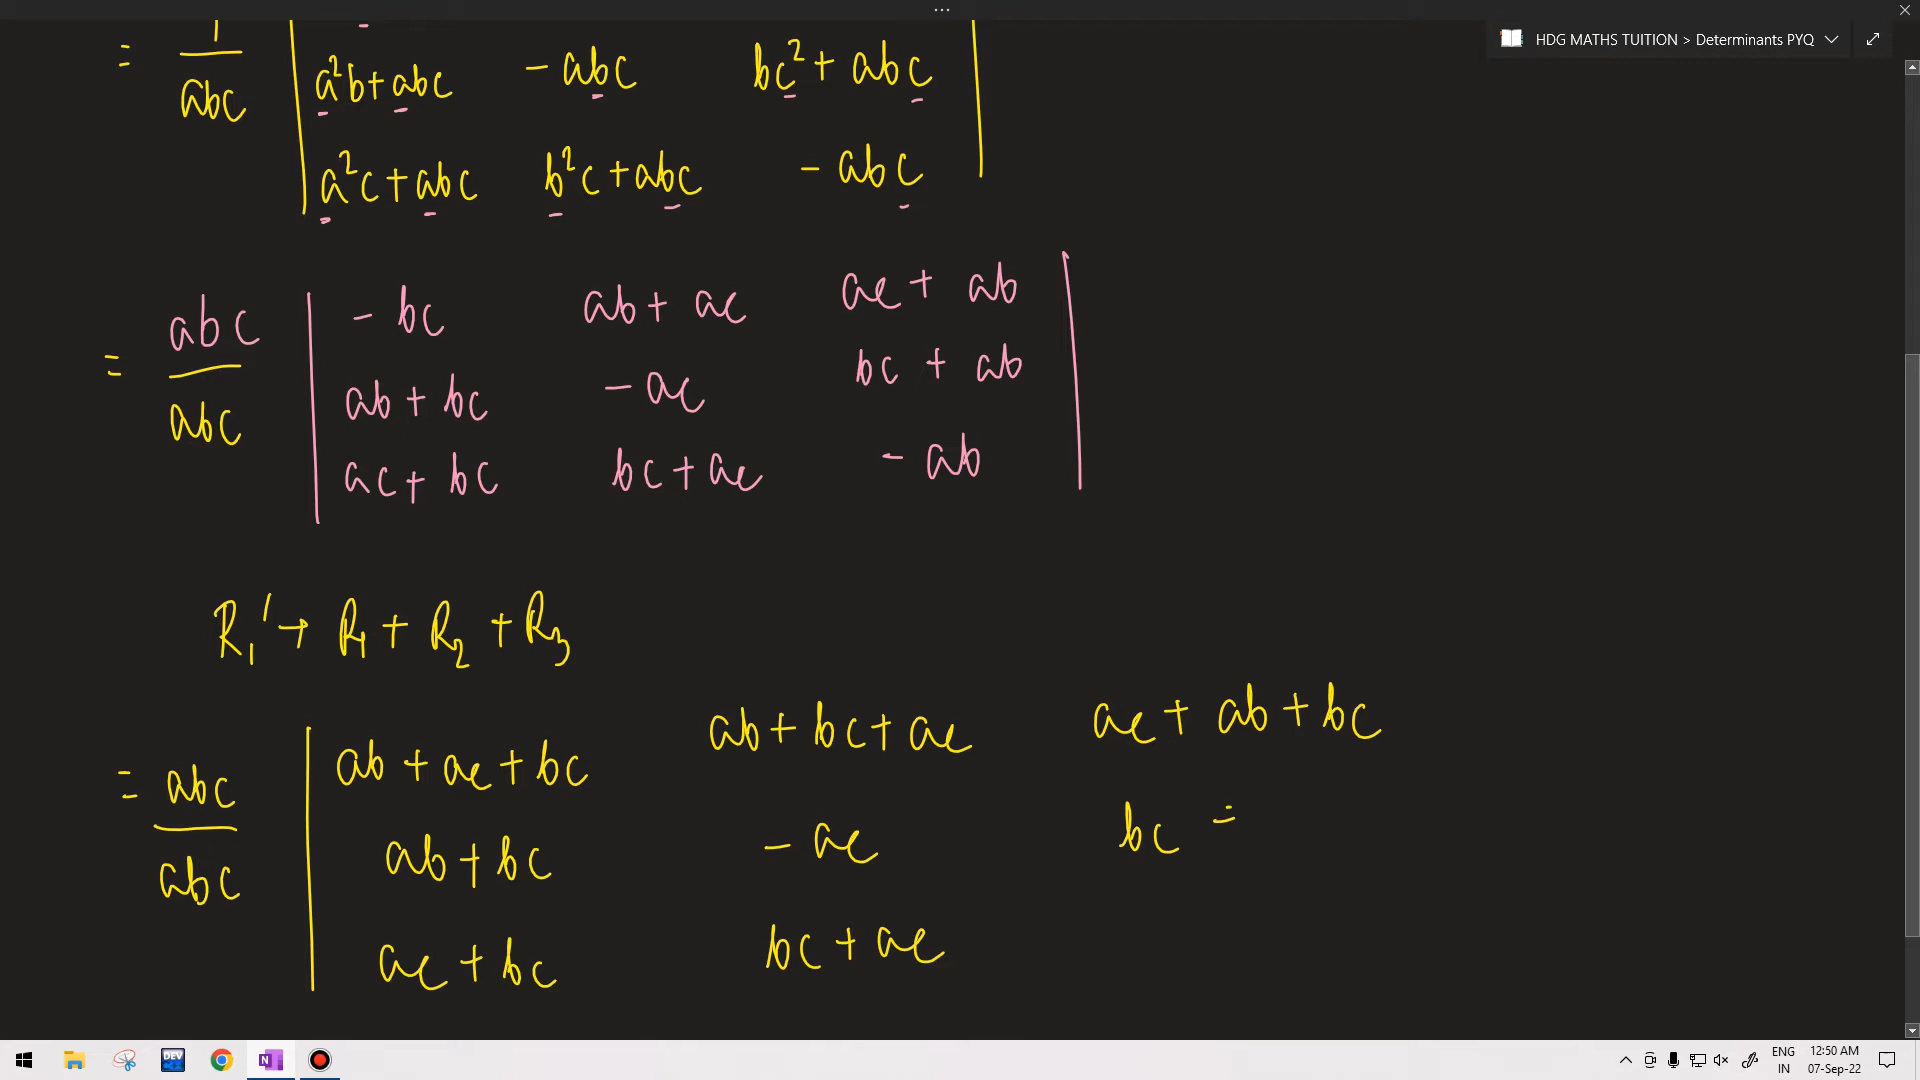 HDG MATHS TUITION > Determinants PYQ
= 1/abc | a²b+abc - abc bc²+ abc |
a²c+abc b²c+abc - abc
= abc/abc | - bc ab+ ac ac+ ab |
ab+ bc - ac bc + ab
ac+ bc bc+ac - ab
R₁' → R₁ + R₂ + R₃
= abc/abc | ab+ac+bc ab+bc+ac ac+ ab+bc
ab+bc - ac bc =
ac+bc bc+ac
DEV
C++
N
ENG
IN
12:50 AM
07-Sep-22